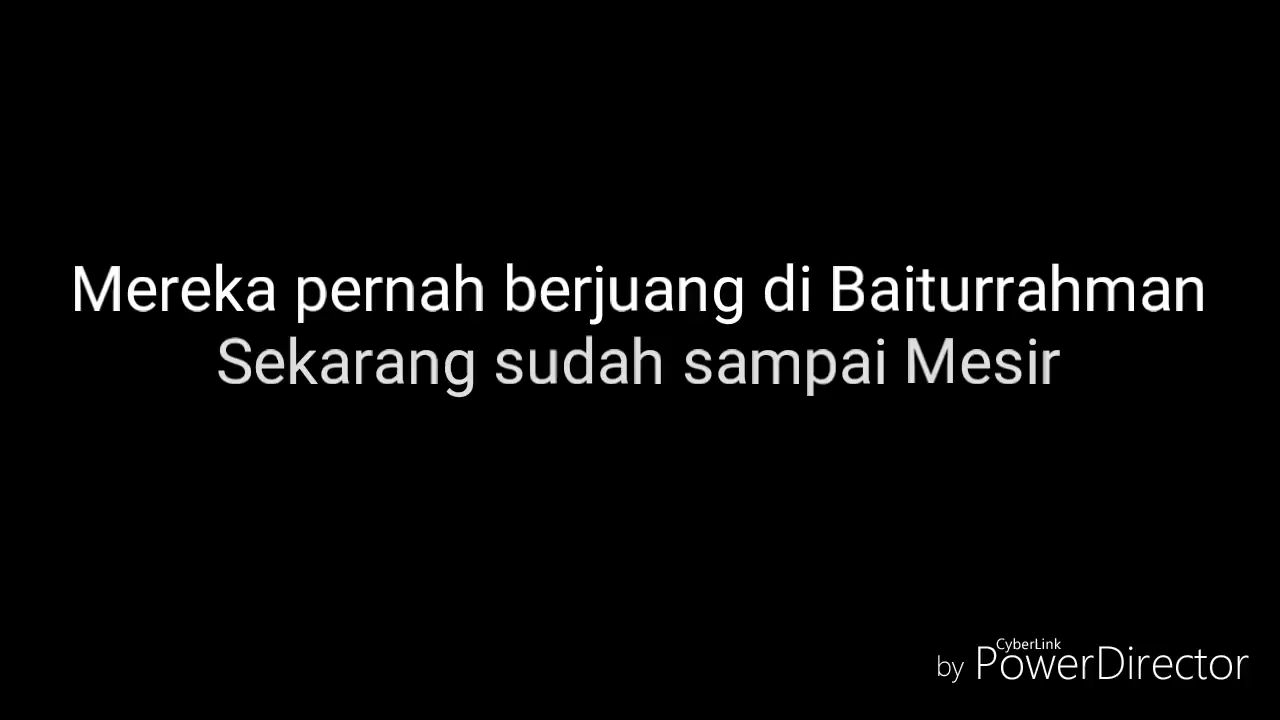 Mereka pernah berjuang di Baiturrahman
Sekarang sudah sampai Mesir
CyberLink
by PowerDirector